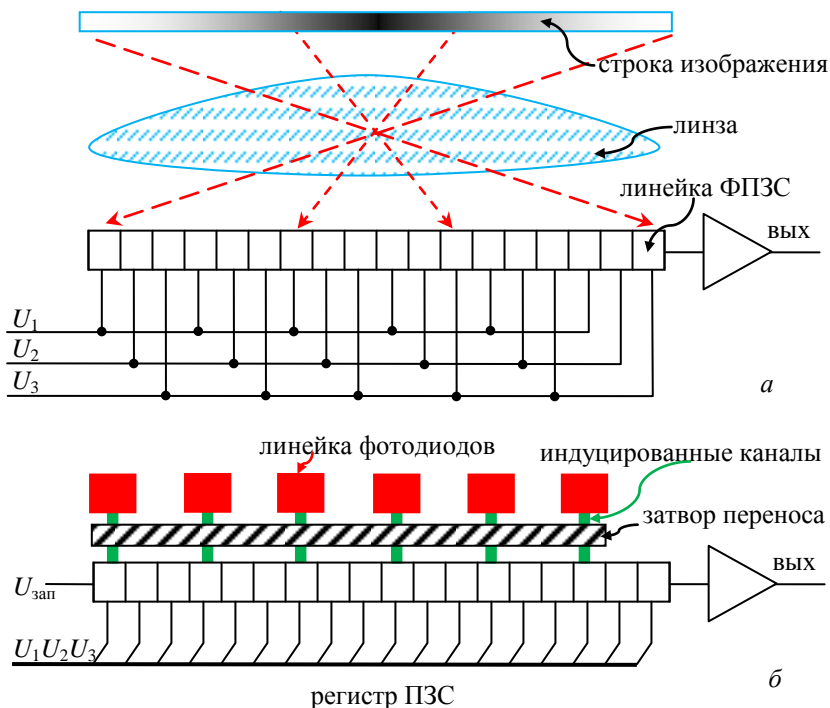 строка изображения
линза
линейка ФПЗС
вых
U₁
U₂
U₃
а
линейка фотодиодов
индуцированные каналы
затвор переноса
вых
Uзап
U₁U₂U₃
б
регистр ПЗС